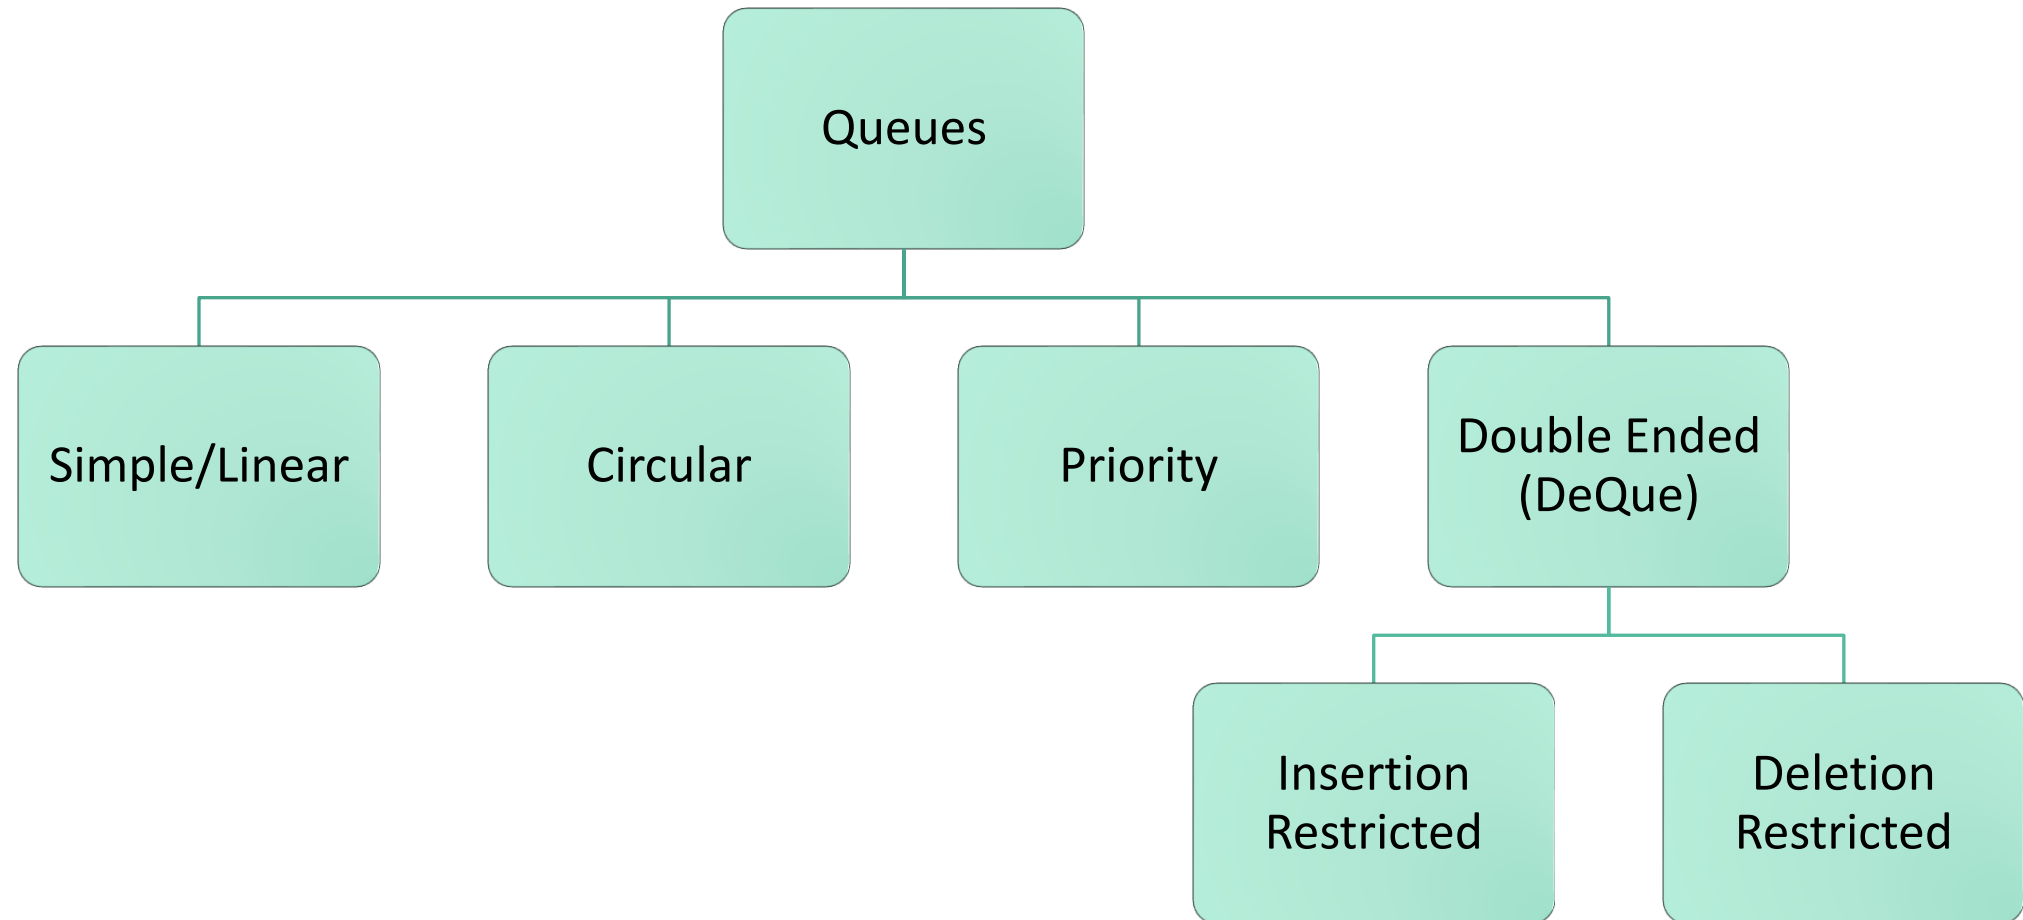 Queues
Simple/Linear
Circular
Priority
Double Ended
(DeQue)
Insertion
Restricted
Deletion
Restricted